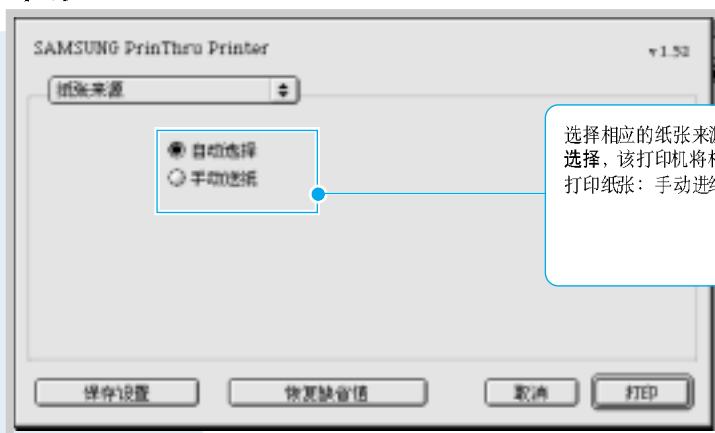 SAMSUNG PrinThru Printer
v 1.52
纸张来源
自动选择
手动送纸
选择相应的纸张来
选择，该打印机将
打印纸张：手动进
保存设置
恢复缺省值
取消
打印